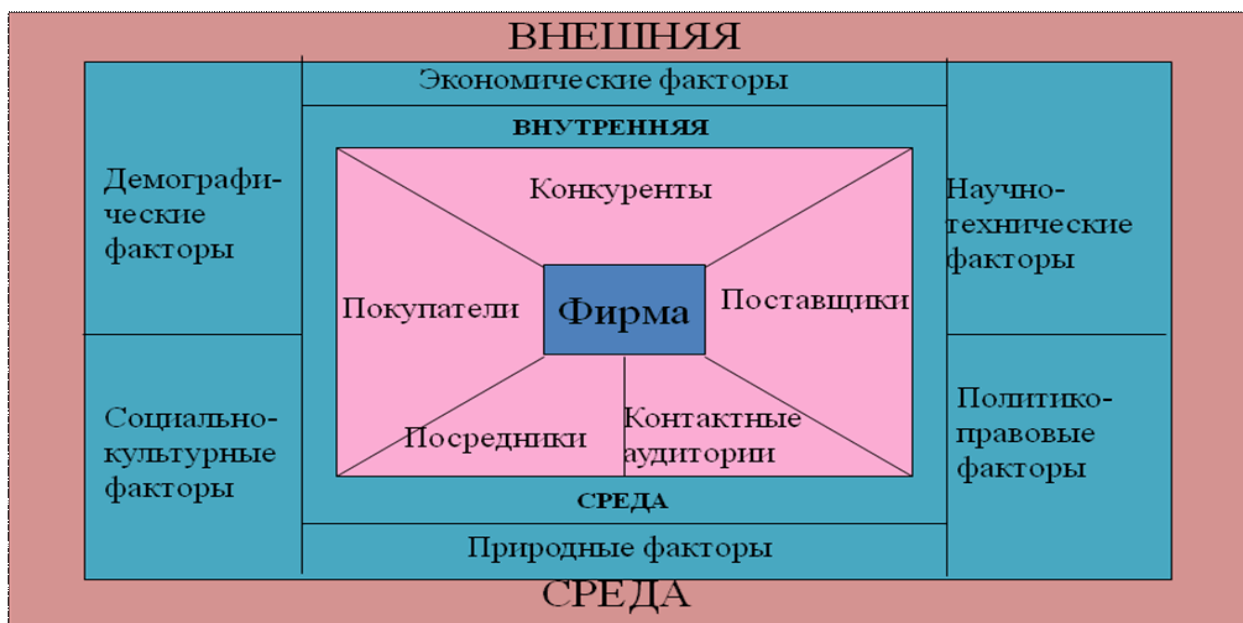 ВНЕШНЯЯ
Экономические факторы
ВНУТРЕННЯЯ
Демографи-
ческие
факторы
Конкуренты
Научно-
технические
факторы
Покупатели
Фирма
Поставщики
Социально-
культурные
факторы
Посредники
Контактные
аудитории
Политико-
правовые
факторы
СРЕДА
Природные факторы
СРЕДА